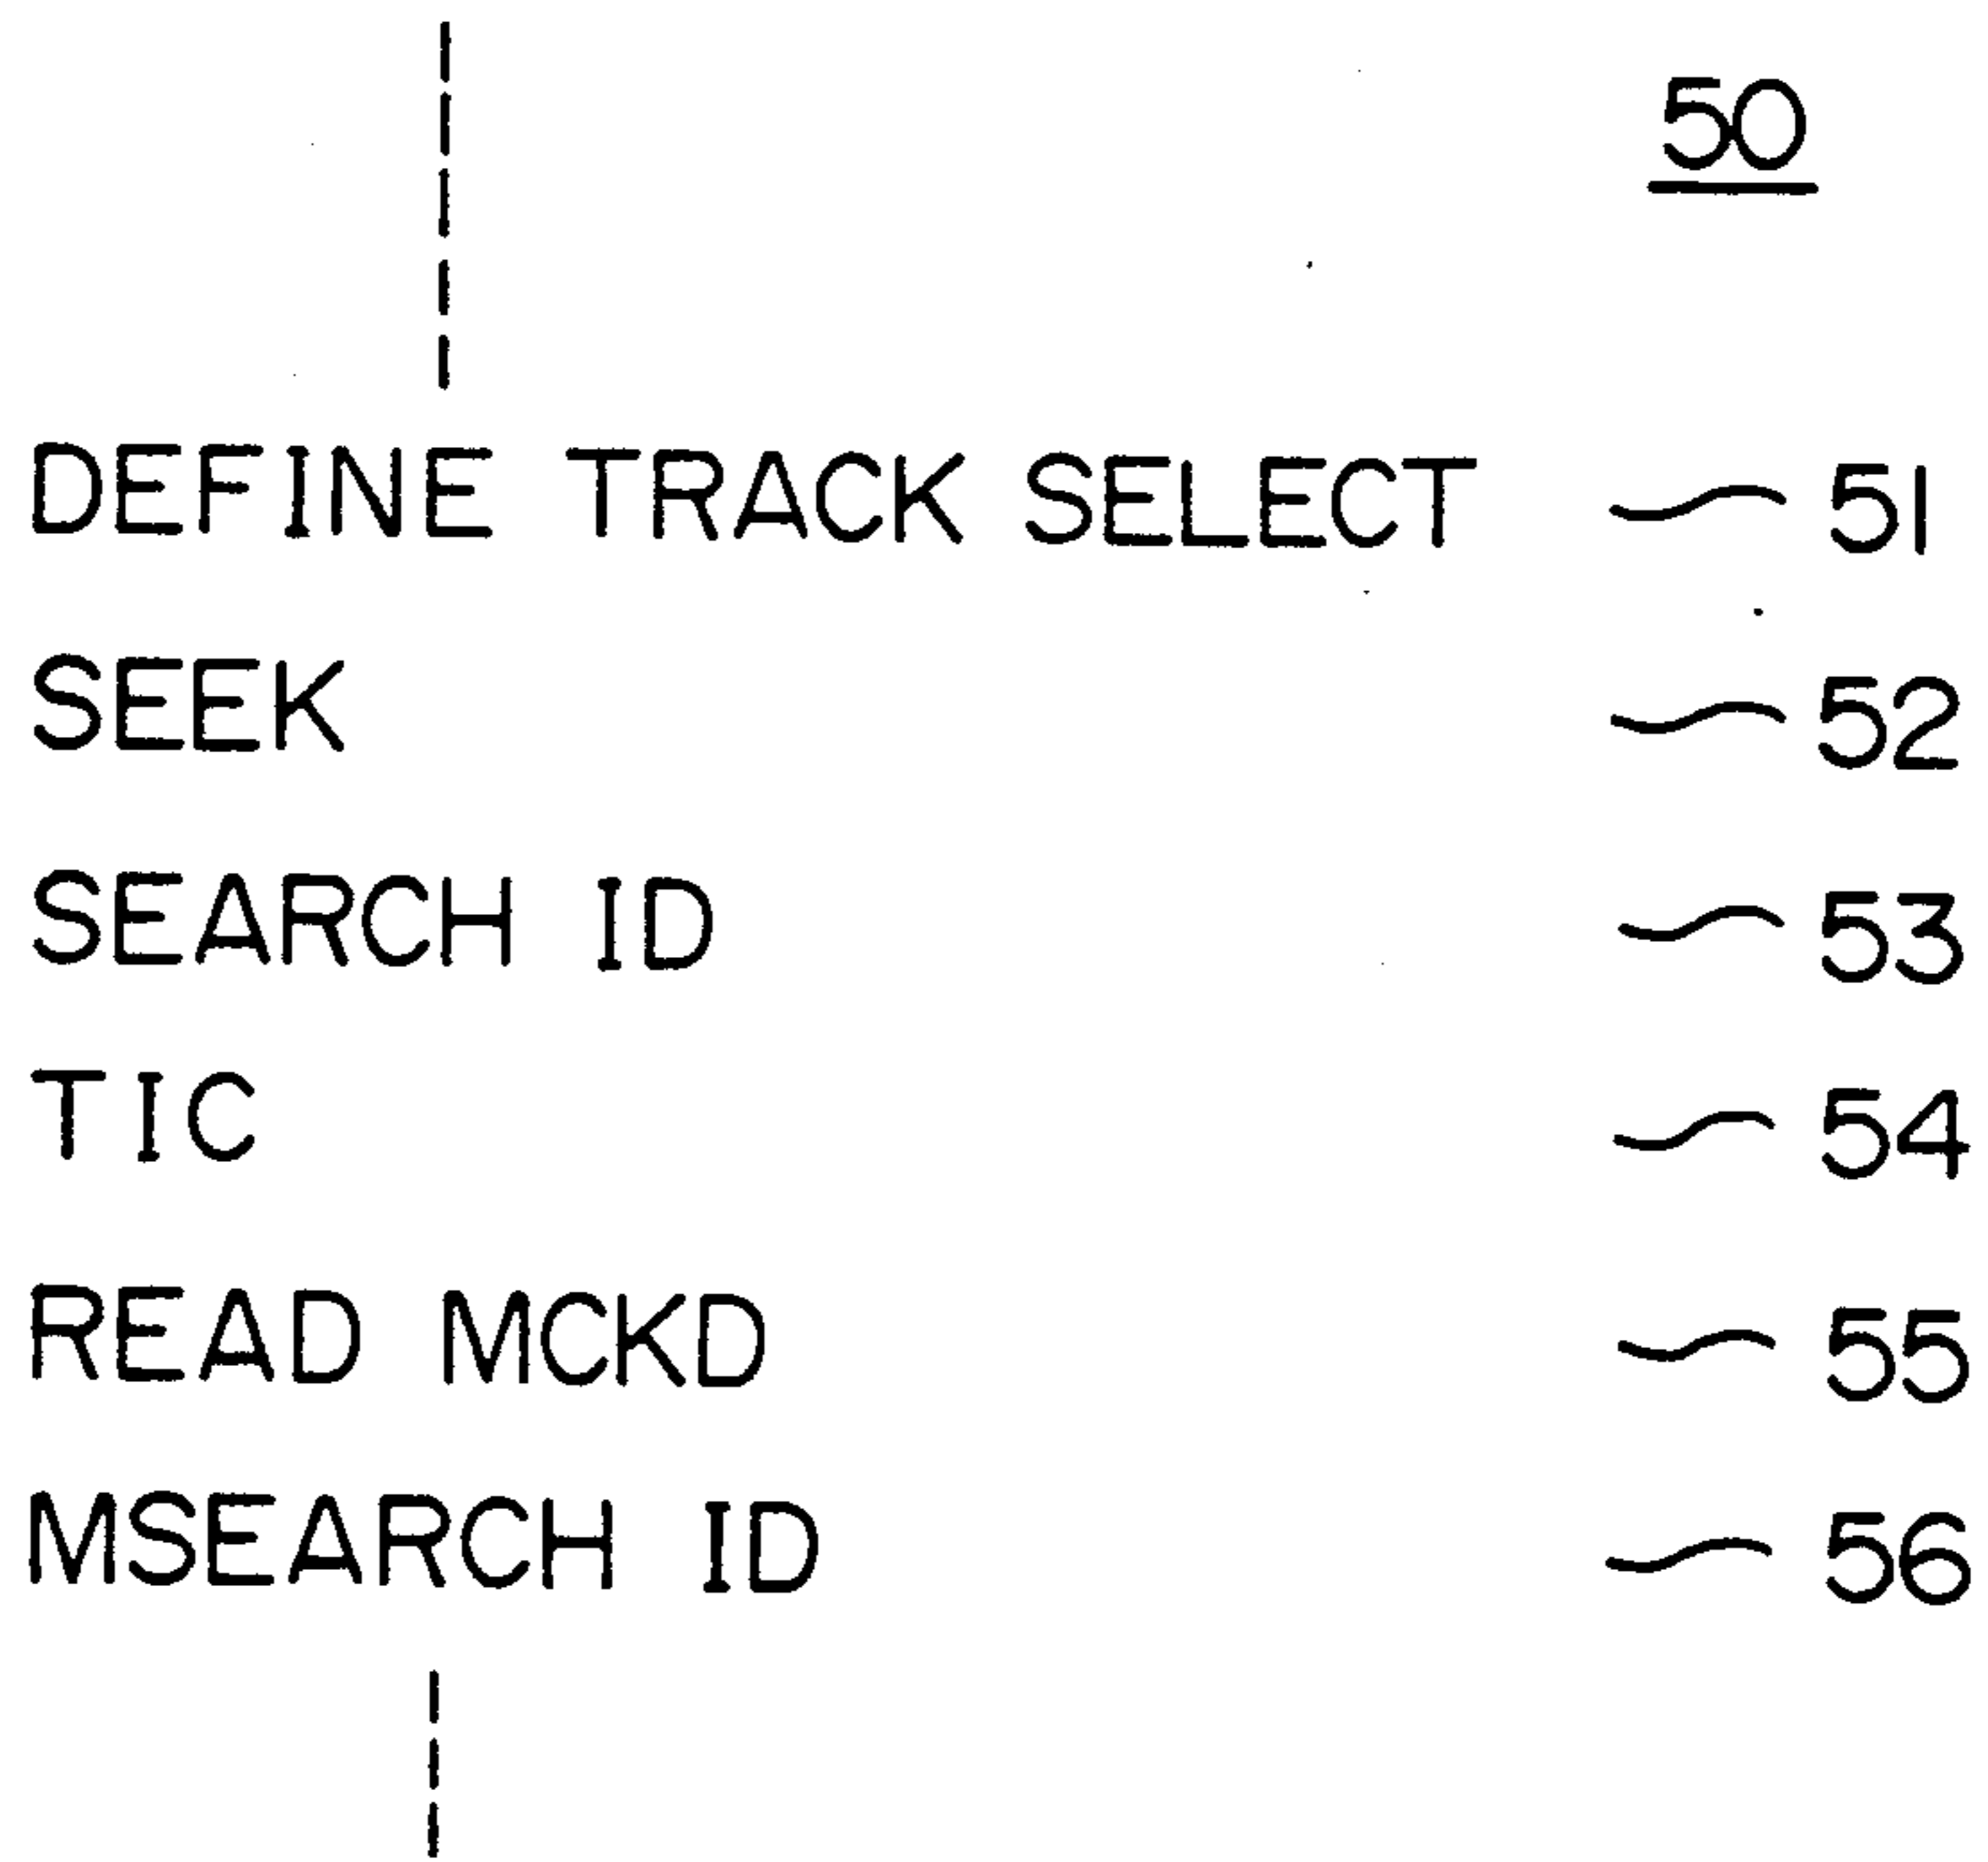 50
DEFINE TRACK SELECT 51
SEEK 52
SEARCH ID 53
TIC 54
READ MCKD 55
MSEARCH ID 56